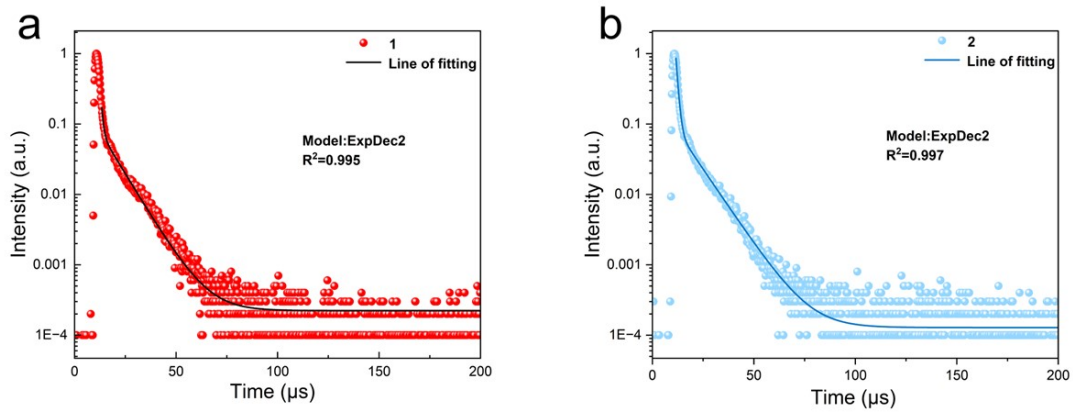 a
1
Line of fitting
Model:ExpDec2
R²=0.995
Intensity (a.u.)
1
0.1
0.01
0.001
1E−4
0
50
100
150
200
Time (µs)
b
2
Line of fitting
Model:ExpDec2
R²=0.997
Intensity (a.u.)
1
0.1
0.01
0.001
1E−4
0
50
100
150
200
Time (µs)